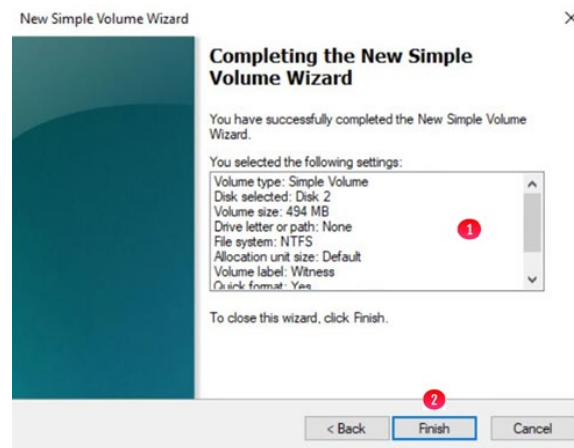 New Simple Volume Wizard
Completing the New Simple
Volume Wizard
You have successfully completed the New Simple Volume
Wizard.
You selected the following settings:
Volume type: Simple Volume
Disk selected: Disk 2
Volume size: 494 MB
Drive letter or path: None
File system: NTFS
1
Allocation unit size: Default
Volume label: Witness
Quick format: Yes
To close this wizard, click Finish.
2
< Back Finish Cancel